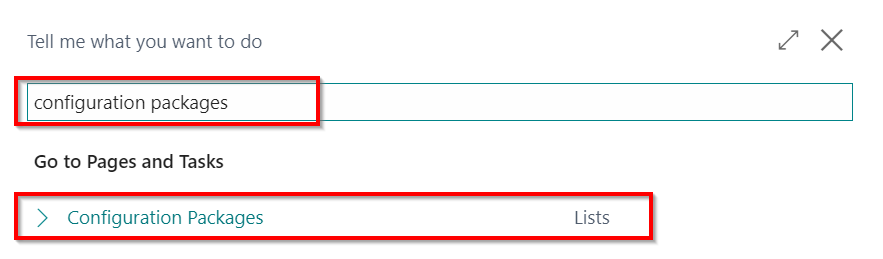 Tell me what you want to do
configuration packages
Go to Pages and Tasks
Configuration Packages Lists